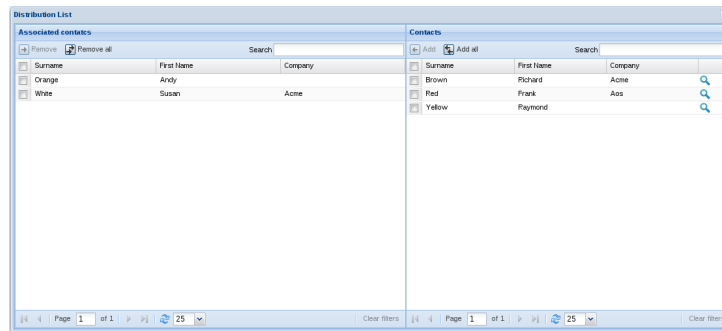 Distribution List
Associated contatcs
Remove Remove all Search
Surname First Name Company
Orange Andy
White Susan Acme
Page 1 of 1 25 Clear filters
Contacts
Add Add all Search
Surname First Name Company
Brown Richard Acme
Red Frank Aos
Yellow Raymond
Page 1 of 1 25 Clear filter